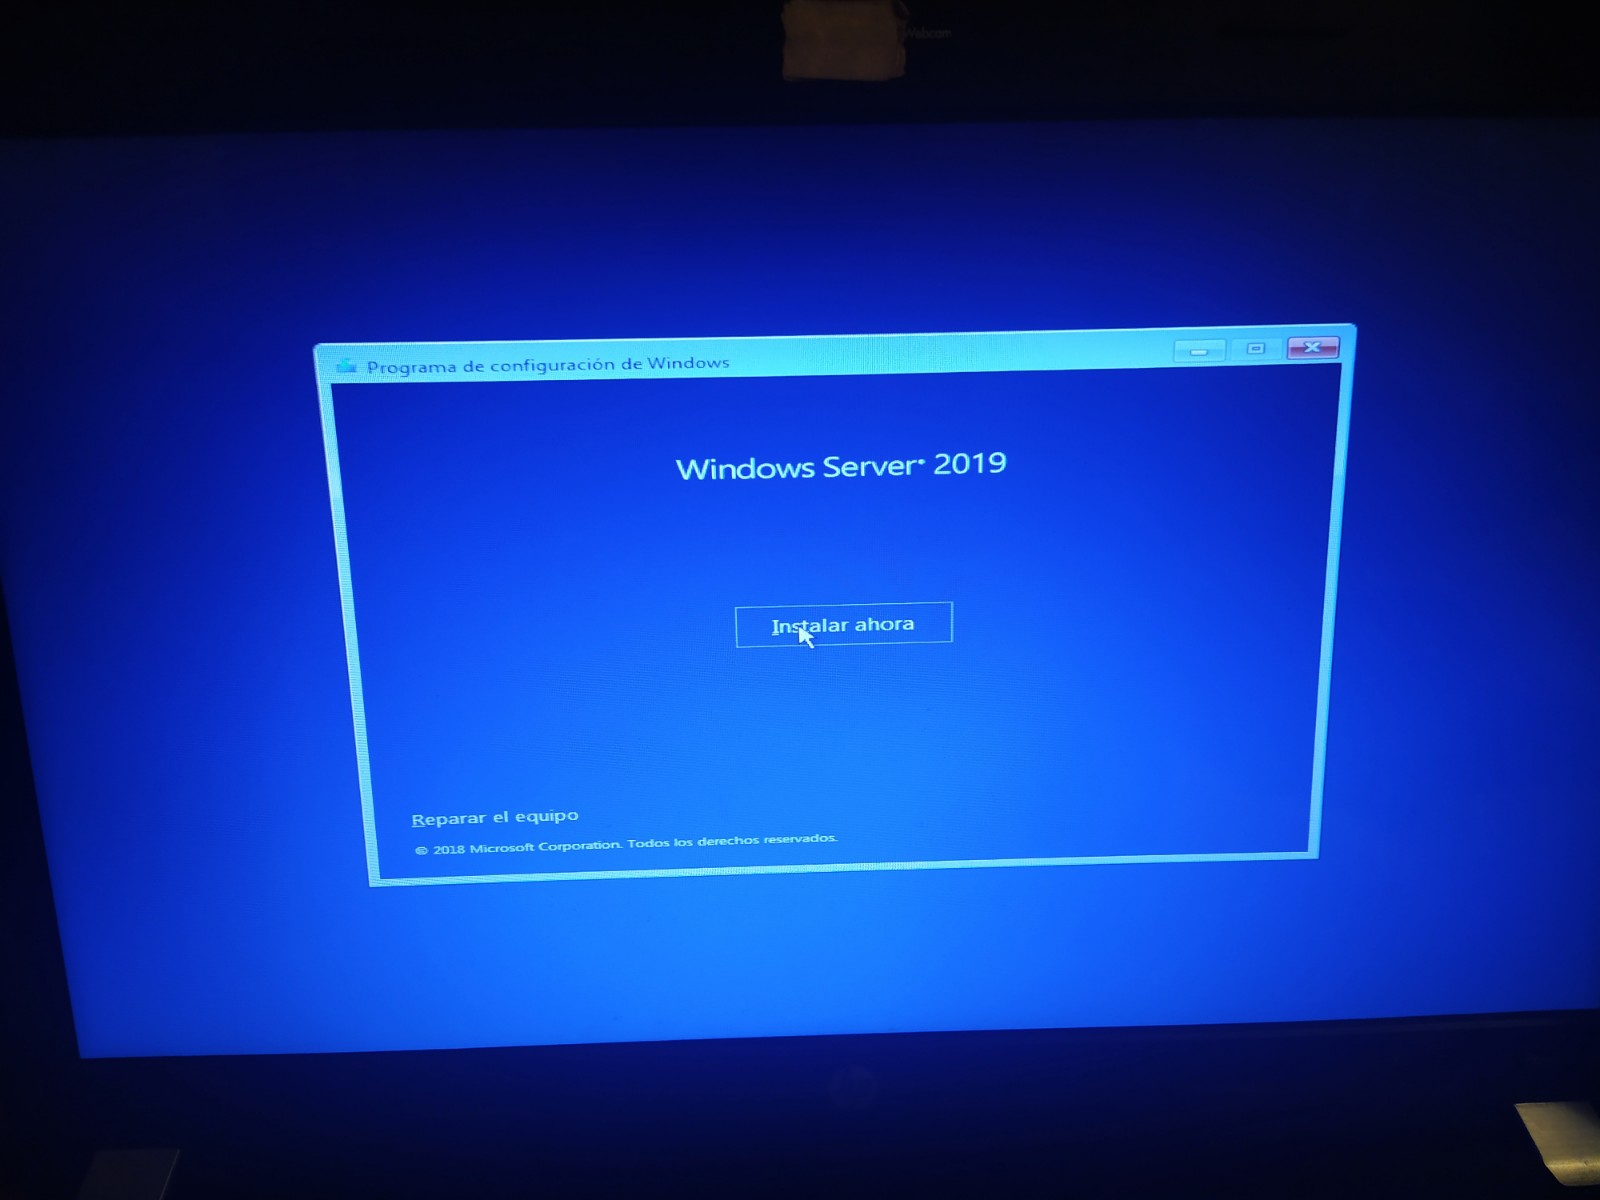 Webcam
Programa de configuración de Windows
Windows Server® 2019
Instalar ahora
Reparar el equipo
© 2018 Microsoft Corporation. Todos los derechos reservados.